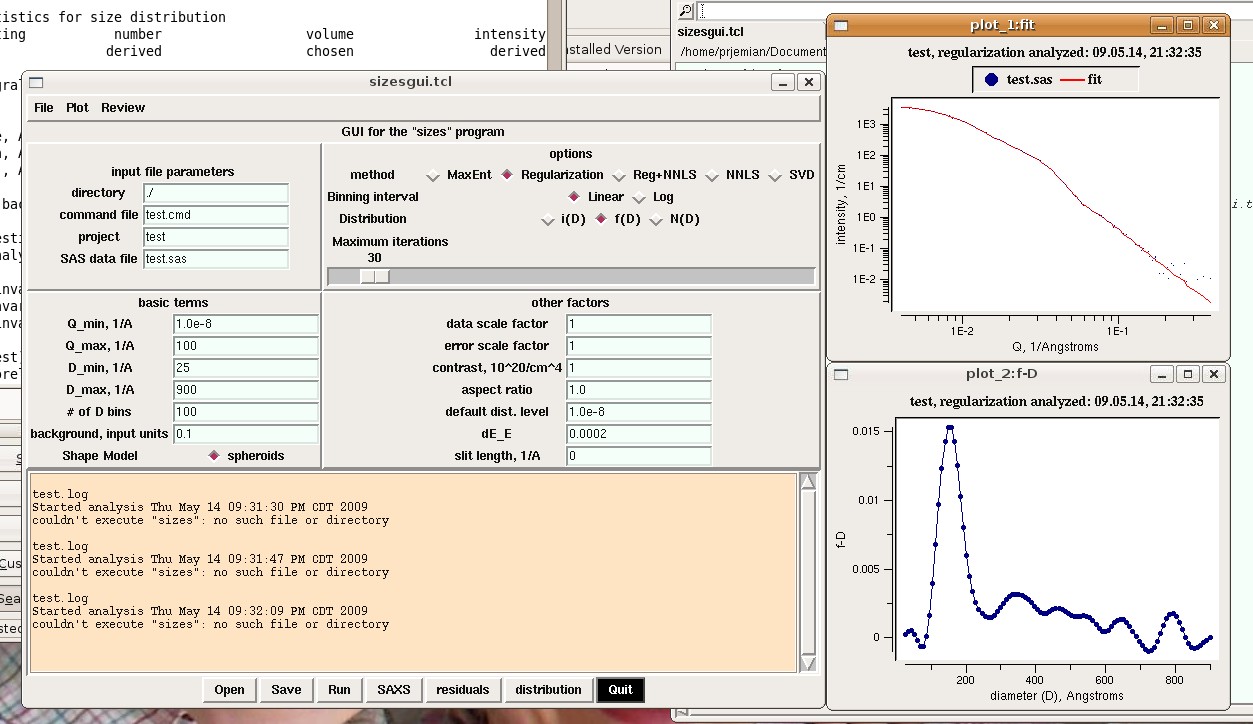 istics for size distribution
number volume intensity
derived chosen derived
stalled Version
sizesgui.tcl
/home/prjemian/Document
sizesgui.tcl
File Plot Review
GUI for the "sizes" program
input file parameters
directory ./
command file test.cmd
project test
SAS data file test.sas
options
method MaxEnt Regularization Reg+NNLS NNLS SVD
Binning interval Linear Log
Distribution i(D) f(D) N(D)
Maximum iterations
30
basic terms
Q_min, 1/A 1.0e-8
Q_max, 1/A 100
D_min, 1/A 25
D_max, 1/A 900
# of D bins 100
background, input units 0.1
Shape Model spheroids
other factors
data scale factor 1
error scale factor 1
contrast, 10^20/cm^4 1
aspect ratio 1.0
default dist. level 1.0e-8
dE_E 0.0002
slit length, 1/A 0
test.log
Started analysis Thu May 14 09:31:30 PM CDT 2009
couldn't execute "sizes": no such file or directory
test.log
Started analysis Thu May 14 09:31:47 PM CDT 2009
couldn't execute "sizes": no such file or directory
test.log
Started analysis Thu May 14 09:32:09 PM CDT 2009
couldn't execute "sizes": no such file or directory
Open Save Run SAXS residuals distribution Quit
plot_1:fit
test, regularization analyzed: 09.05.14, 21:32:35
test.sas fit
intensity, 1/cm
1E3
1E2
1E1
1E0
1E-1
1E-2
1E-2 1E-1
Q, 1/Angstroms
plot_2:f-D
test, regularization analyzed: 09.05.14, 21:32:35
f-D
0.015
0.01
0.005
0
200 400 600 800
diameter (D), Angstroms